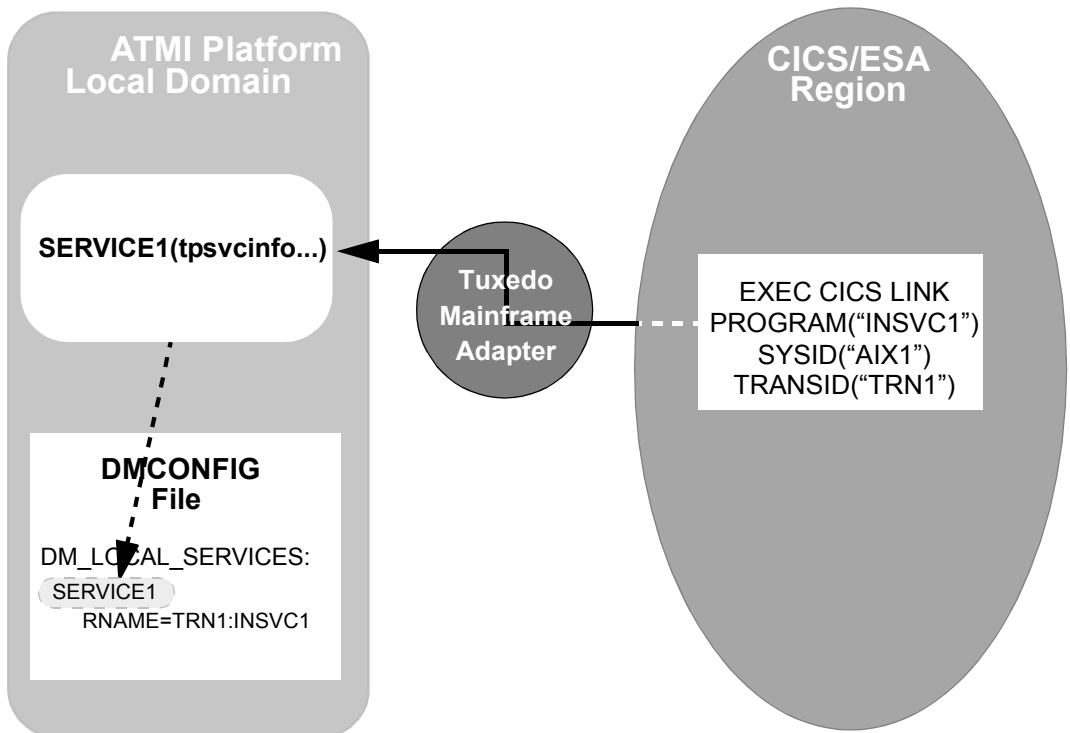 ATMI Platform
Local Domain
SERVICE1(tpsvcinfo...)
DMCONFIG
File
DM_LOCAL_SERVICES:
SERVICE1
RNAME=TRN1:INSVC1
Tuxedo
Mainframe
Adapter
CICS/ESA
Region
EXEC CICS LINK
PROGRAM(“INSVC1”)
SYSID(“AIX1”)
TRANSID(“TRN1”)